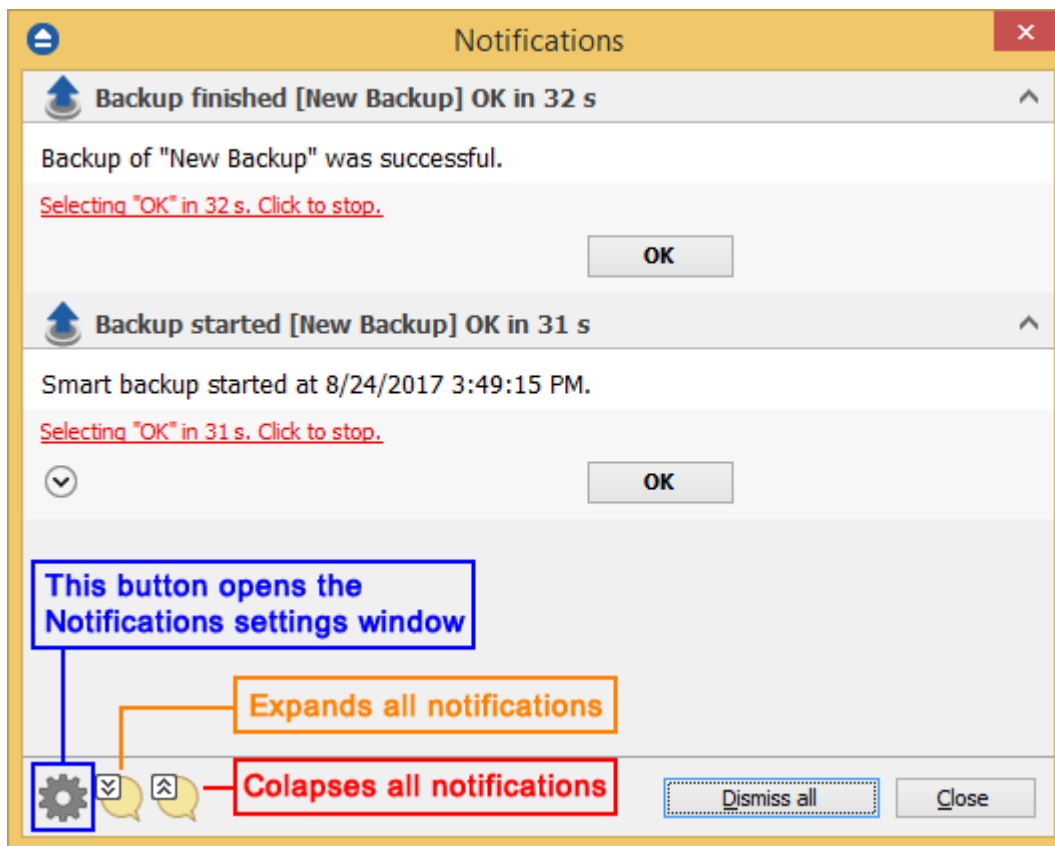 Notifications
Backup finished [New Backup] OK in 32 s
Backup of "New Backup" was successful.
Selecting "OK" in 32 s. Click to stop.
OK
Backup started [New Backup] OK in 31 s
Smart backup started at 8/24/2017 3:49:15 PM.
Selecting "OK" in 31 s. Click to stop.
OK
This button opens the
Notifications settings window
Expands all notifications
Colapses all notifications
Dismiss all
Close